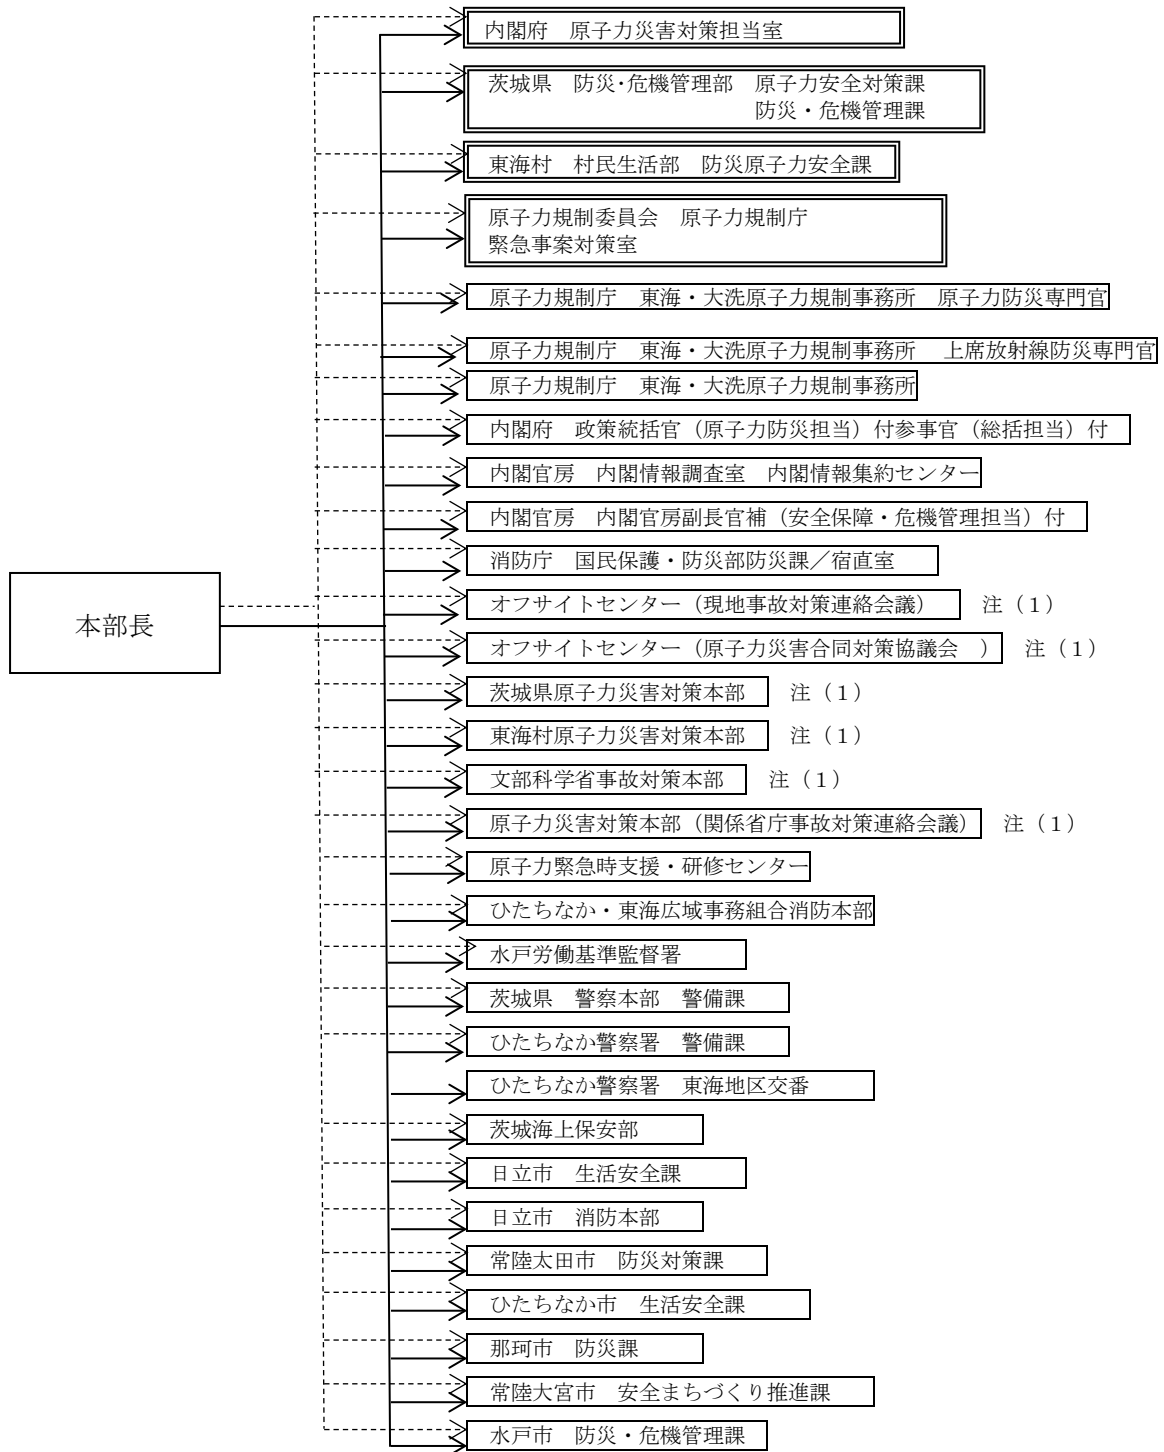 内閣府　原子力災害対策担当室
茨城県　防災・危機管理部　原子力安全対策課
防災・危機管理課
東海村　村民生活部　防災原子力安全課
原子力規制委員会　原子力規制庁
緊急事案対策室
原子力規制庁　東海・大洗原子力規制事務所　原子力防災専門官
原子力規制庁　東海・大洗原子力規制事務所　上席放射線防災専門官
原子力規制庁　東海・大洗原子力規制事務所
内閣府　政策統括官（原子力防災担当）付参事官（総括担当）付
内閣官房　内閣情報調査室　内閣情報集約センター
内閣官房　内閣官房副長官補（安全保障・危機管理担当）付
消防庁　国民保護・防災部防災課／宿直室
本部長
オフサイトセンター（現地事故対策連絡会議）　注（１）
オフサイトセンター（原子力災害合同対策協議会　）　注（１）
茨城県原子力災害対策本部　注（１）
東海村原子力災害対策本部　注（１）
文部科学省事故対策本部　注（１）
原子力災害対策本部（関係省庁事故対策連絡会議）　注（１）
原子力緊急時支援・研修センター
ひたちなか・東海広域事務組合消防本部
水戸労働基準監督署
茨城県　警察本部　警備課
ひたちなか警察署　警備課
ひたちなか警察署　東海地区交番
茨城海上保安部
日立市　生活安全課
日立市　消防本部
常陸太田市　防災対策課
ひたちなか市　生活安全課
那珂市　防災課
常陸大宮市　安全まちづくり推進課
水戸市　防災・危機管理課